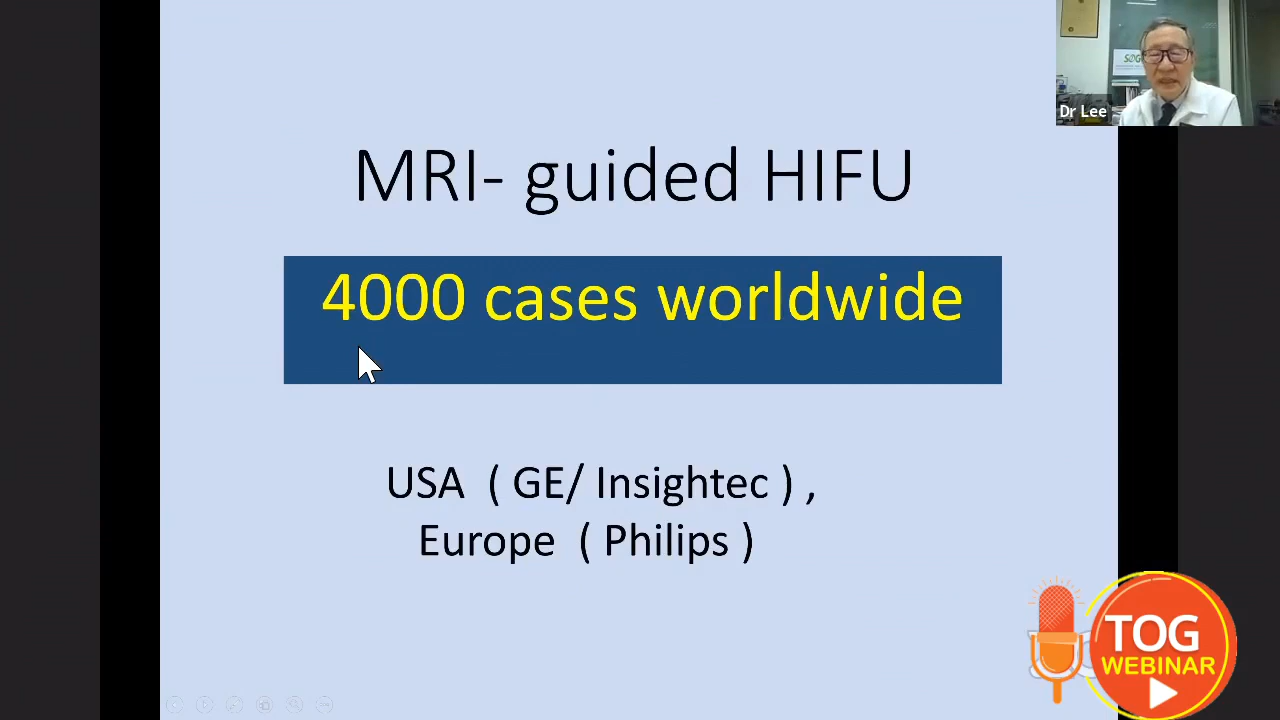 MRI- guided HIFU
4000 cases worldwide
USA ( GE/ Insightec ) ,
Europe ( Philips )
Dr Lee
TOG
WEBINAR